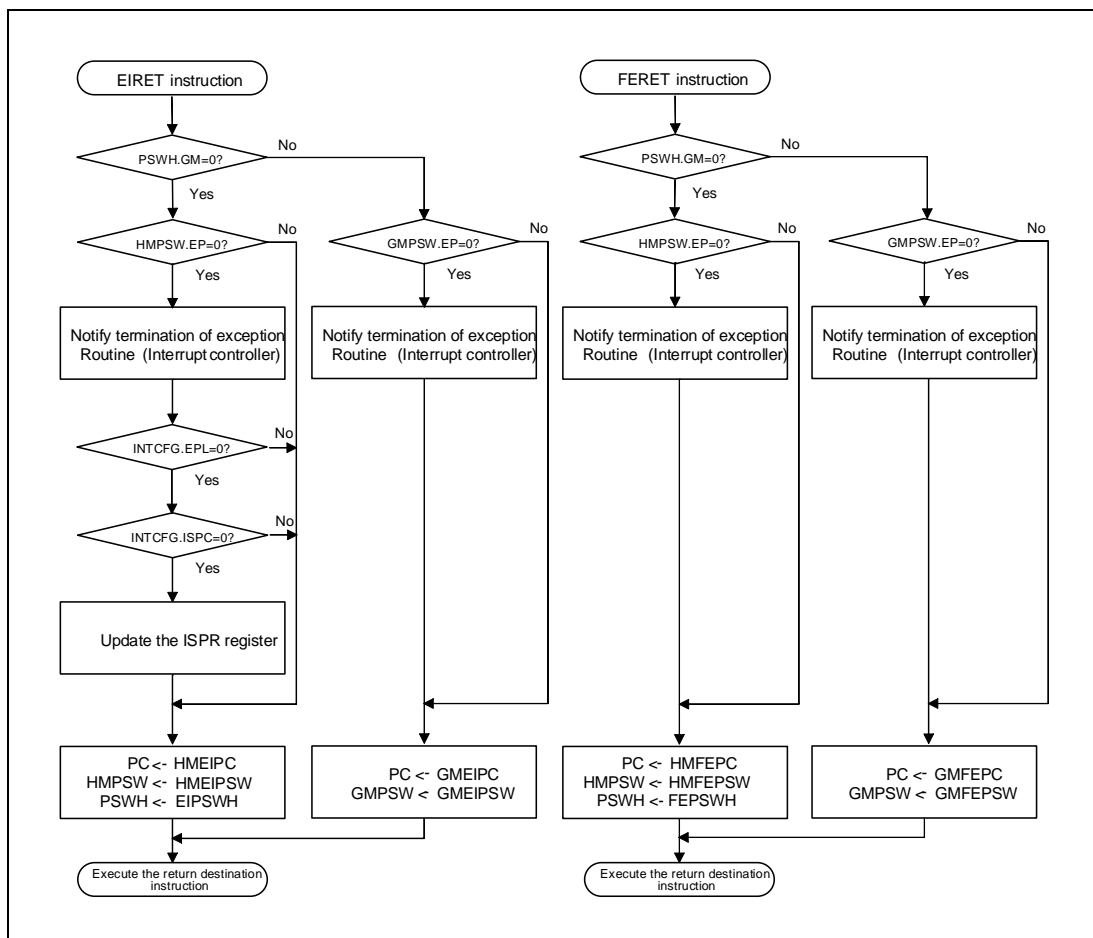 EIRET instruction
PSWH.GM=0?
No
Yes
HMPSW.EP=0?
No
Yes
Notify termination of exception
Routine (Interrupt controller)
INTCFG.EPL=0?
No
Yes
INTCFG.ISPC=0?
No
Yes
Update the ISPR register
PC <- HMEIPC
HMPSW <- HMEIPSW
PSWH <- EIPSWH
GMPSW.EP=0?
No
Yes
Notify termination of exception
Routine (Interrupt controller)
PC <- GMEIPC
GMPSW <- GMEIPSW
Execute the return destination
instruction
FERET instruction
PSWH.GM=0?
No
Yes
HMPSW.EP=0?
No
Yes
Notify termination of exception
Routine (Interrupt controller)
PC <- HMFEPC
HMPSW <- HMFEPSW
PSWH <- FEPSWH
GMPSW.EP=0?
No
Yes
Notify termination of exception
Routine (Interrupt controller)
PC <- GMFEPC
GMPSW <- GMFEPSW
Execute the return destination
instruction